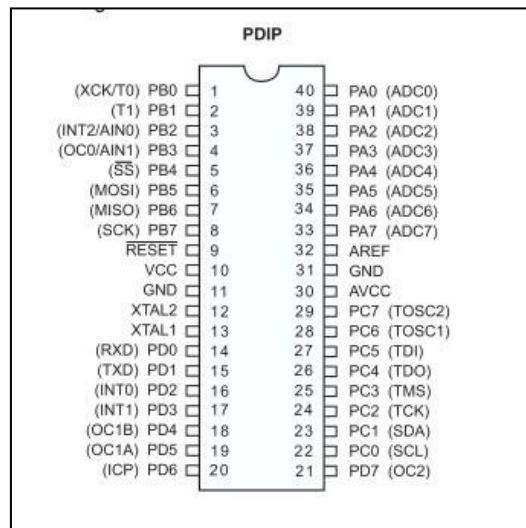 PDIP
(XCK/T0) PB0 1 40 PA0 (ADC0)
(T1) PB1 2 39 PA1 (ADC1)
(INT2/AIN0) PB2 3 38 PA2 (ADC2)
(OC0/AIN1) PB3 4 37 PA3 (ADC3)
(SS) PB4 5 36 PA4 (ADC4)
(MOSI) PB5 6 35 PA5 (ADC5)
(MISO) PB6 7 34 PA6 (ADC6)
(SCK) PB7 8 33 PA7 (ADC7)
RESET 9 32 AREF
VCC 10 31 GND
GND 11 30 AVCC
XTAL2 12 29 PC7 (TOSC2)
XTAL1 13 28 PC6 (TOSC1)
(RXD) PD0 14 27 PC5 (TDI)
(TXD) PD1 15 26 PC4 (TDO)
(INT0) PD2 16 25 PC3 (TMS)
(INT1) PD3 17 24 PC2 (TCK)
(OC1B) PD4 18 23 PC1 (SDA)
(OC1A) PD5 19 22 PC0 (SCL)
(ICP) PD6 20 21 PD7 (OC2)